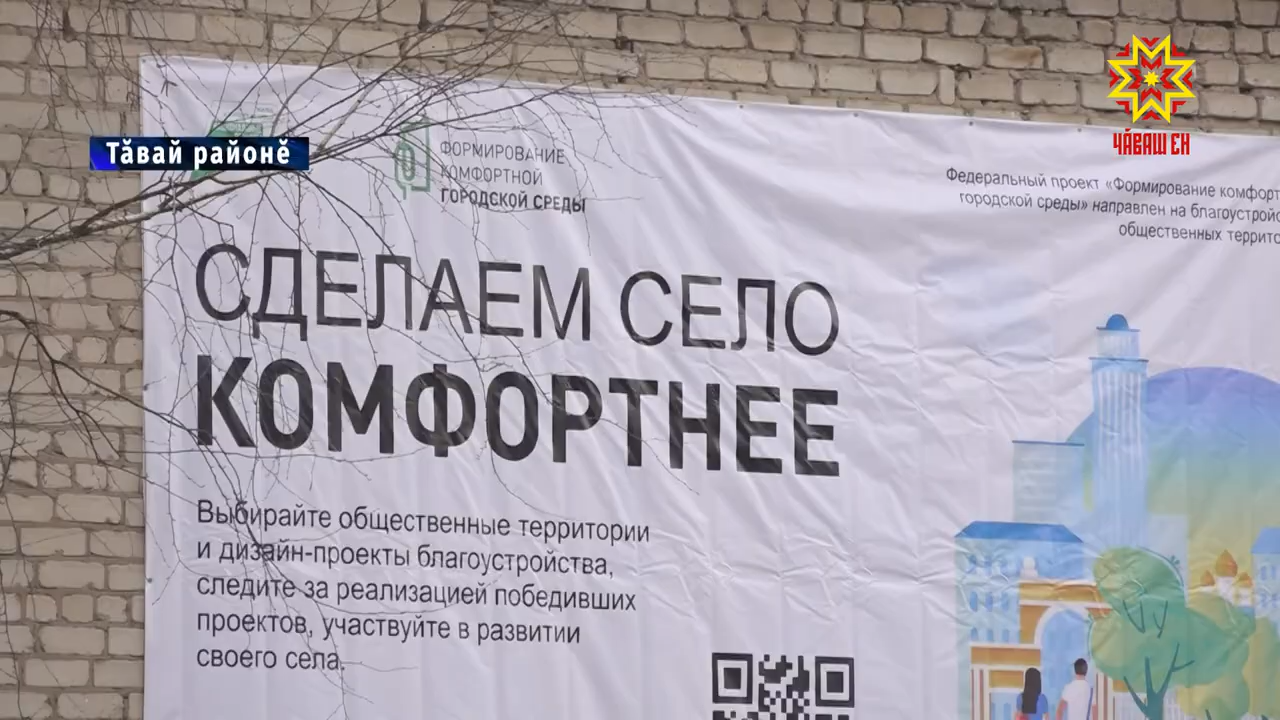 Тӑвай районӗ
ЧӐВАШ ЕН
ФОРМИРОВАНИЕ
КОМФОРТНОЙ
ГОРОДСКОЙ СРЕДЫ
Федеральный проект «Формирование комфорт
городской среды» направлен на благоустройс
общественных территор
СДЕЛАЕМ СЕЛО
КОМФОРТНЕЕ
Выбирайте общественные территории
и дизайн-проекты благоустройства,
следите за реализацией победивших
проектов, участвуйте в развитии
своего села.